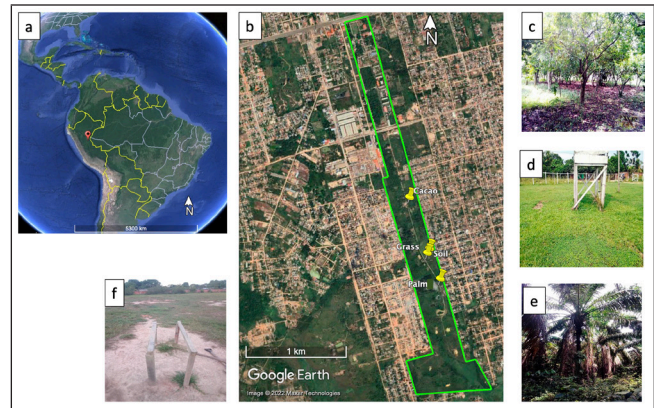 a
N
5300 km
b
N
Cacao
Grass
Soil
Palm
1 km
Google Earth
Image © 2022 Maxar Technologies
c
d
e
f